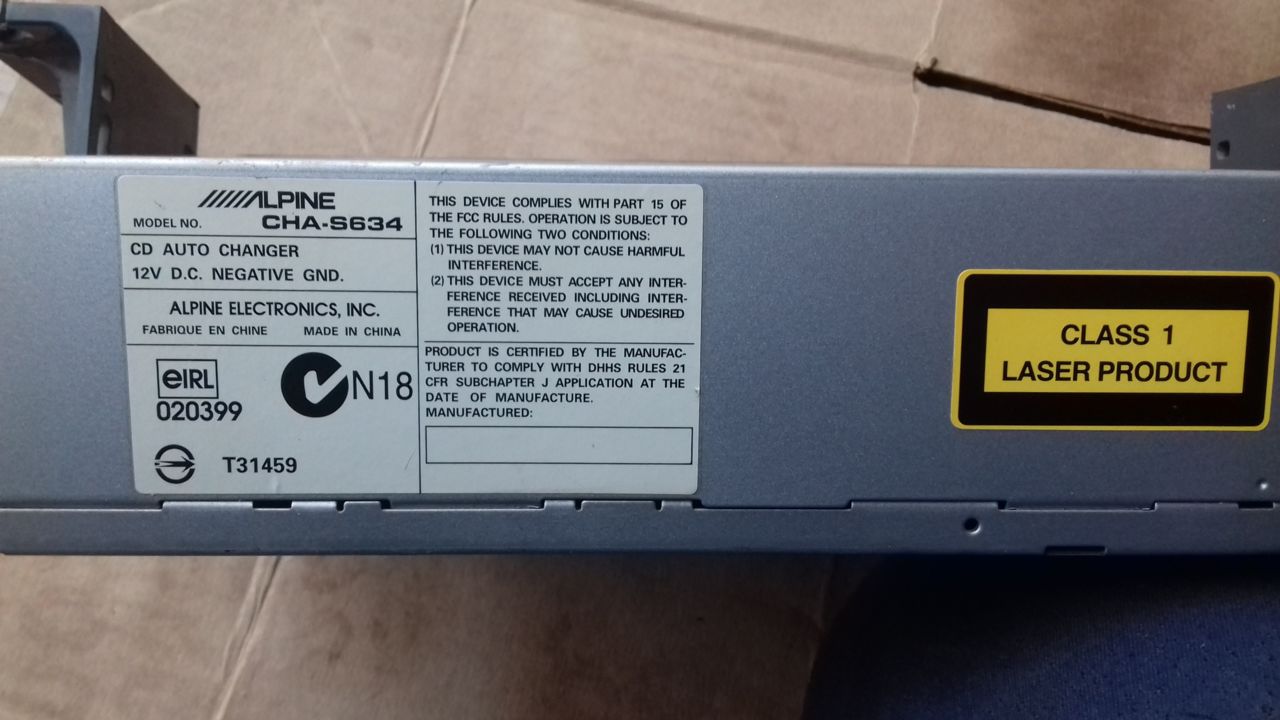 ALPINE
MODEL NO. CHA-S634
CD AUTO CHANGER
12V D.C. NEGATIVE GND.
ALPINE ELECTRONICS, INC.
FABRIQUE EN CHINE MADE IN CHINA
eIRL
020399
N18
T31459
THIS DEVICE COMPLIES WITH PART 15 OF
THE FCC RULES. OPERATION IS SUBJECT TO
THE FOLLOWING TWO CONDITIONS:
(1) THIS DEVICE MAY NOT CAUSE HARMFUL
INTERFERENCE.
(2) THIS DEVICE MUST ACCEPT ANY INTER-
FERENCE RECEIVED INCLUDING INTER-
FERENCE THAT MAY CAUSE UNDESIRED
OPERATION.
PRODUCT IS CERTIFIED BY THE MANUFAC-
TURER TO COMPLY WITH DHHS RULES 21
CFR SUBCHAPTER J APPLICATION AT THE
DATE OF MANUFACTURE.
MANUFACTURED:
CLASS 1
LASER PRODUCT